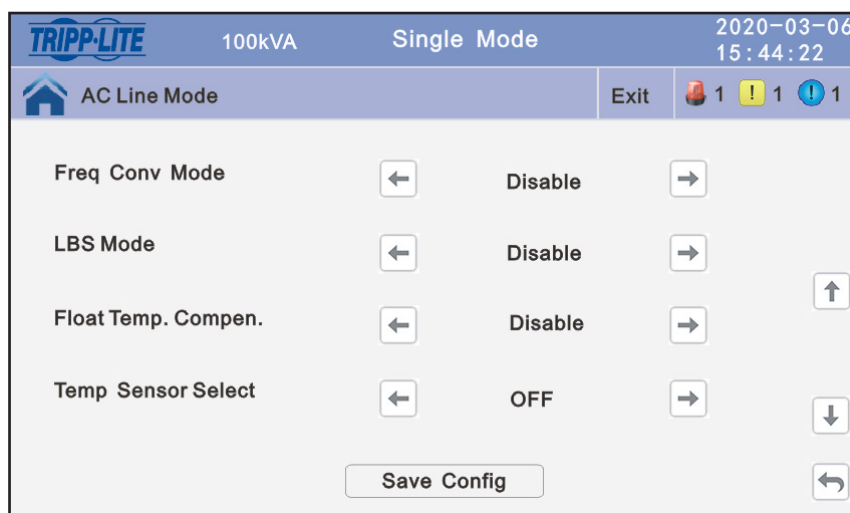 TRIPP·LITE 100kVA Single Mode 2020-03-06
15:44:22
AC Line Mode Exit 1 ! 1 ! 1
Freq Conv Mode Disable
LBS Mode Disable
Float Temp. Compen. Disable
Temp Sensor Select OFF
Save Config